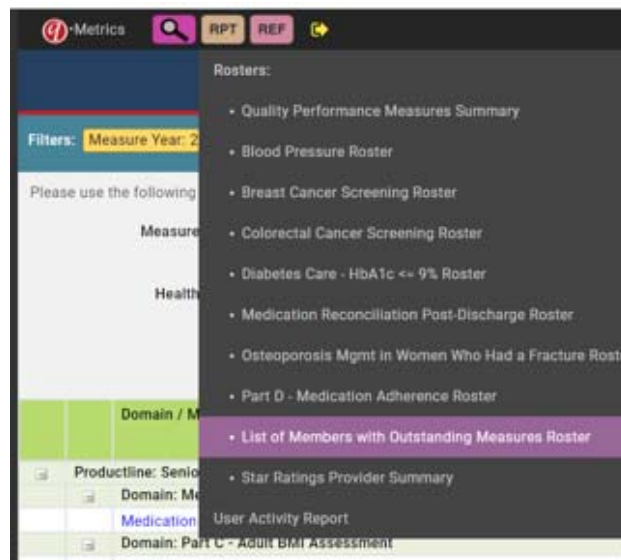 q-Metrics RPT REF
Rosters:
• Quality Performance Measures Summary
Filters: Measure Year: 2
• Blood Pressure Roster
Please use the following
• Breast Cancer Screening Roster
Measure
• Colorectal Cancer Screening Roster
• Diabetes Care - HbA1c <= 9% Roster
Health
• Medication Reconciliation Post-Discharge Roster
• Osteoporosis Mgmt in Women Who Had a Fracture Rost
• Part D - Medication Adherence Roster
Domain / M
• List of Members with Outstanding Measures Roster
Productline: Senio
• Star Ratings Provider Summary
Domain: Me
Medication
User Activity Report
Domain: Part C - Adult BMI Assessment